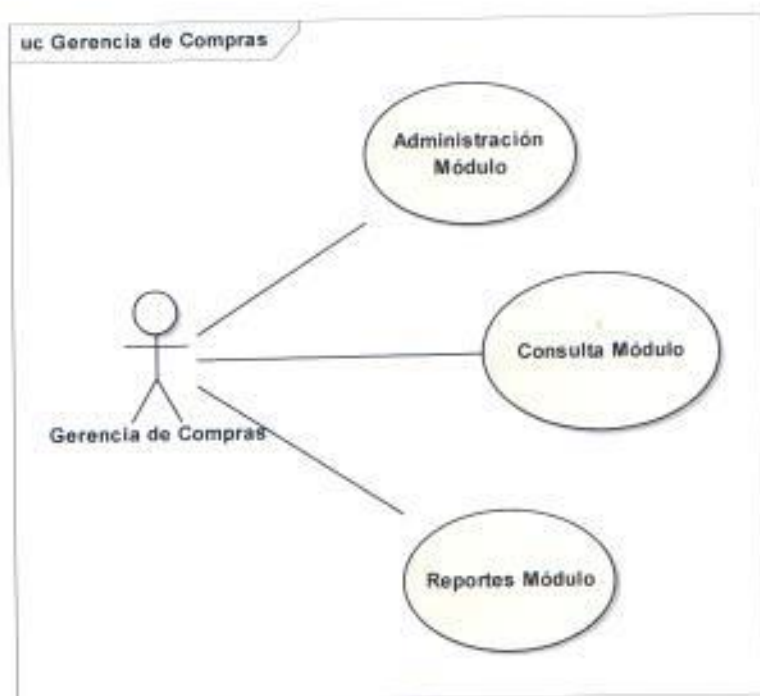 uc Gerencia de Compras
Administración
Módulo
Consulta Módulo
Gerencia de Compras
Reportes Módulo